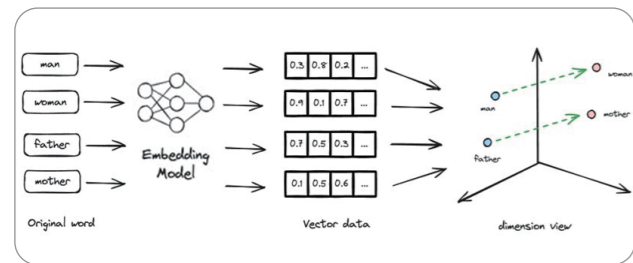 man
woman
father
mother
Original word
Embedding
Model
0.3 0.8 0.2 ...
0.9 0.1 0.7 ...
0.7 0.5 0.3 ...
0.1 0.5 0.6 ...
Vector data
man
woman
father
mother
dimension view